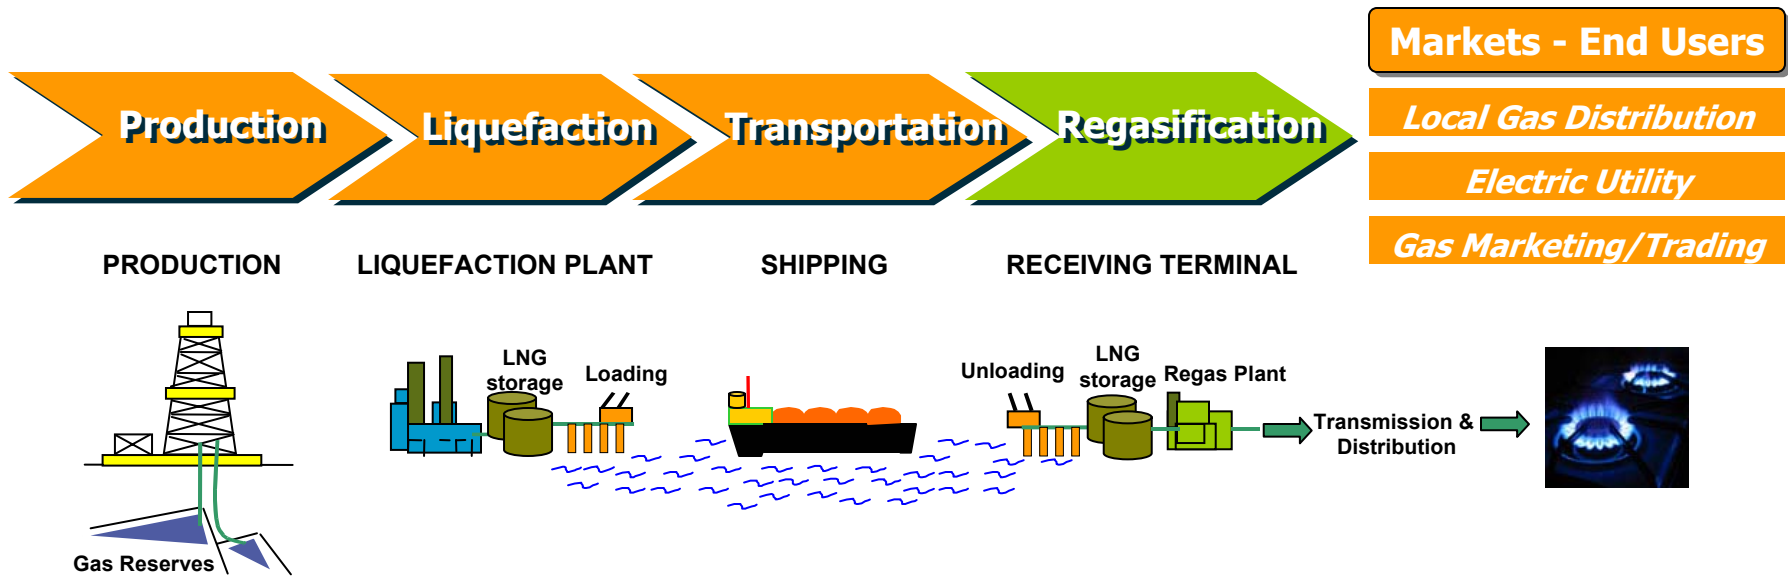 Markets - End Users
Production
Liquefaction
Transportation
Regasification
Local Gas Distribution
Electric Utility
Gas Marketing/Trading
PRODUCTION
LIQUEFACTION PLANT
SHIPPING
RECEIVING TERMINAL
LNG
storage
Loading
Unloading
LNG
storage
Regas Plant
Transmission &
Distribution
Gas Reserves